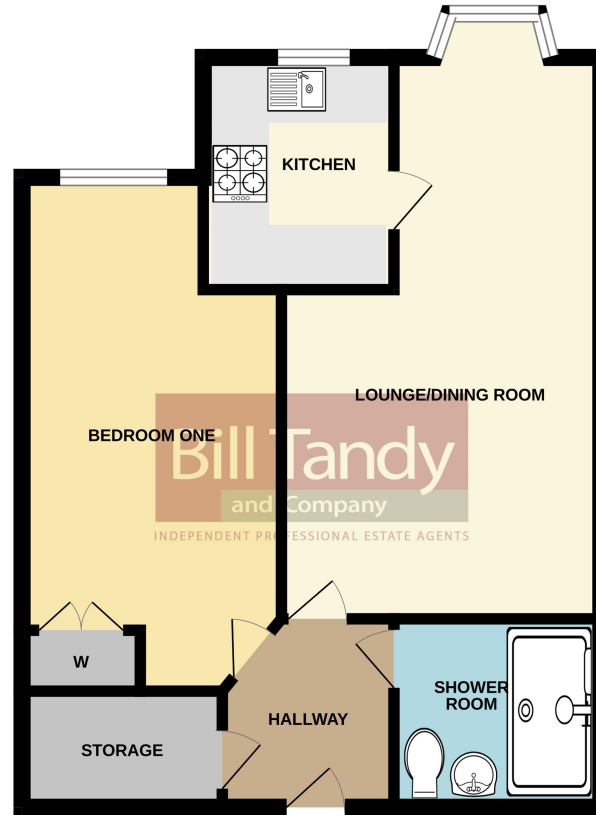 KITCHEN
LOUNGE/DINING ROOM
BEDROOM ONE
Bill Tandy
and Company
INDEPENDENT PROFESSIONAL ESTATE AGENTS
W
SHOWER
ROOM
HALLWAY
STORAGE